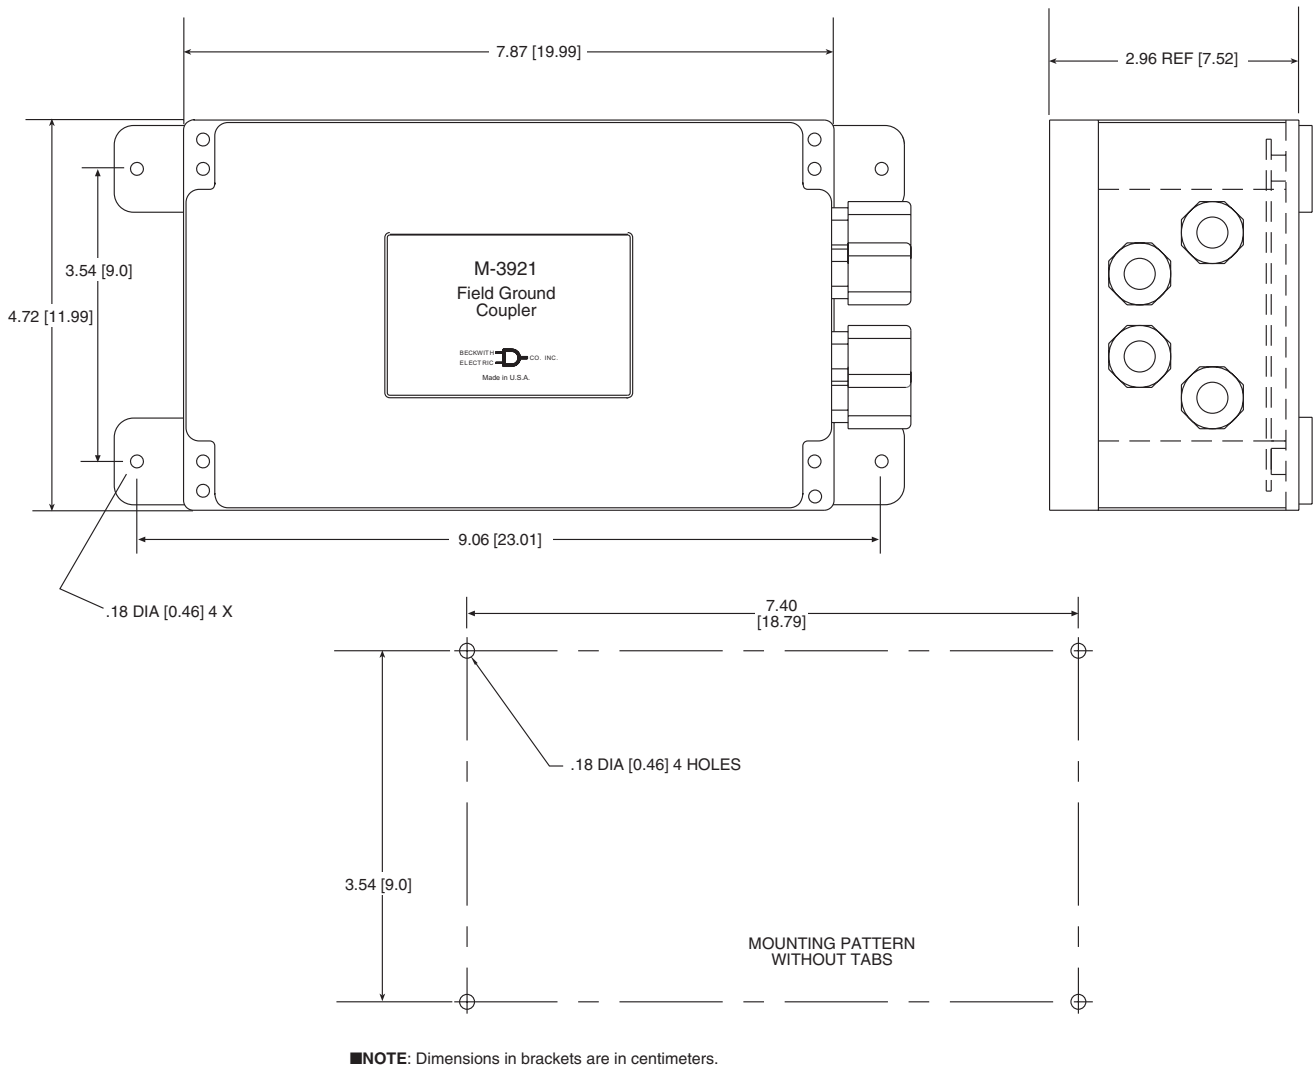 7.87 [19.99]
2.96 REF [7.52]
3.54 [9.0]
4.72 [11.99]
M-3921
Field Ground
Coupler
BECKWITH
ELECTRIC
CO. INC.
Made in U.S.A.
9.06 [23.01]
.18 DIA [0.46] 4 X
7.40
[18.79]
.18 DIA [0.46] 4 HOLES
3.54 [9.0]
MOUNTING PATTERN
WITHOUT TABS
■NOTE: Dimensions in brackets are in centimeters.